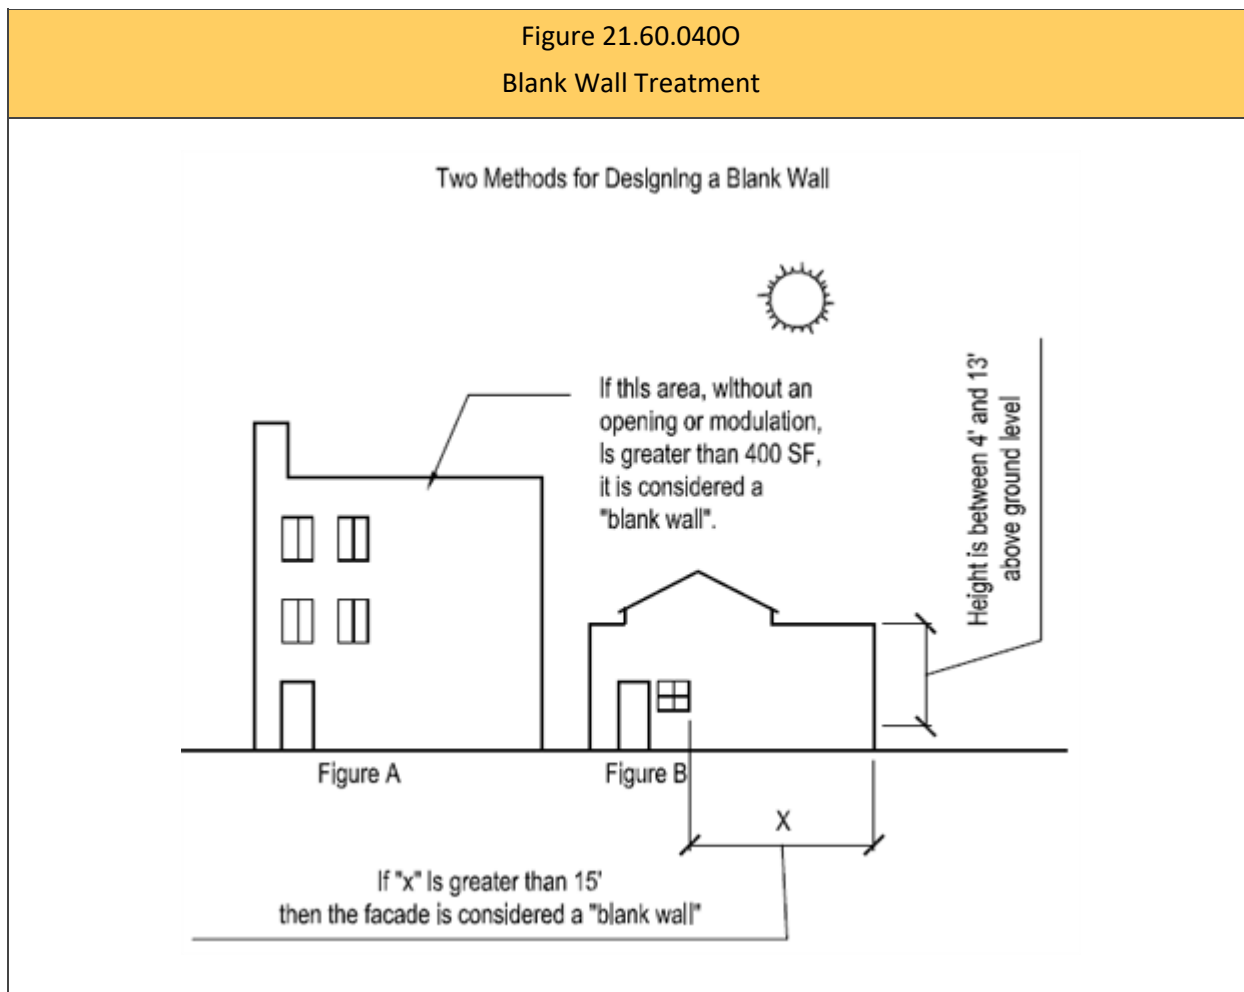 Figure 21.60.040O
Blank Wall Treatment
Two Methods for Designing a Blank Wall
If this area, without an
opening or modulation,
Is greater than 400 SF,
it is considered a
"blank wall".
Height is between 4' and 13'
above ground level
Figure A
Figure B
X
If "x" Is greater than 15'
then the facade is considered a "blank wall"